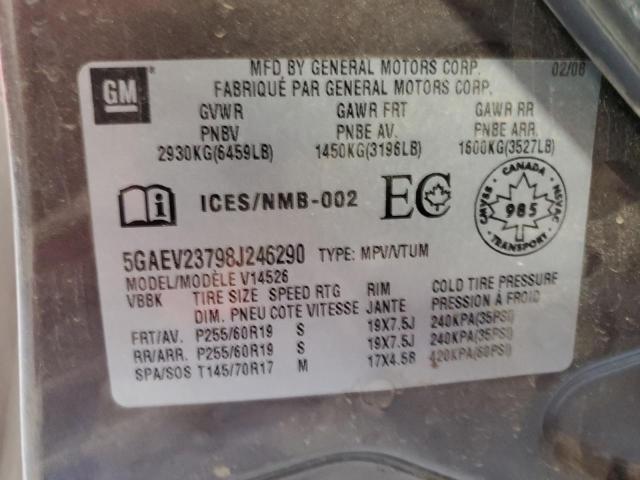 GM
MFD BY GENERAL MOTORS CORP. 02/08
FABRIQUÉ PAR GENERAL MOTORS CORP.
GVWR GAWR FRT GAWR RR
PNBV PNBE AV. PNBE ARR.
2930KG(6459LB) 1450KG(3196LB) 1600KG(3527LB)
i ICES/NMB-002 EC
CANADA
CMVSS NSVAC
985
TRANSPORT
5GAEV23798J246290 TYPE: MPV/VTUM
MODEL/MODÈLE V14526
VBBK TIRE SIZE SPEED RTG RIM COLD TIRE PRESSURE
DIM. PNEU COTÉ VITESSE JANTE PRESSION À FROID
FRT/AV. P255/60R19 S 19X7.5J 240KPA(35PSI)
RR/ARR. P255/60R19 S 19X7.5J 240KPA(35PSI)
SPA/SOS T145/70R17 M 17X4.5B 420KPA(60PSI)